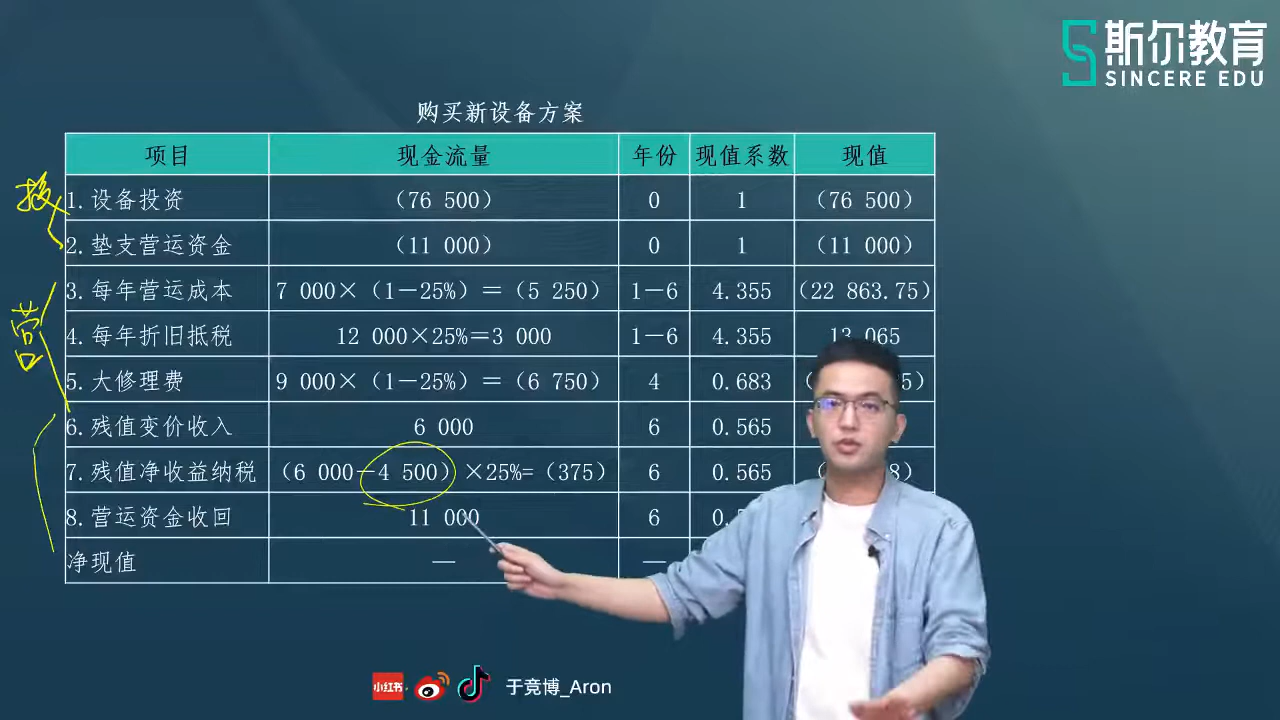 斯尔教育
SINCERE EDU
购买新设备方案
项目 现金流量 年份 现值系数 现值
投
1.设备投资 （76 500） 0 1 （76 500）
2.垫支营运资金 （11 000） 0 1 （11 000）
3.每年营运成本 7 000×（1－25%）＝（5 250） 1－6 4.355 （22 863.75）
营
4.每年折旧抵税 12 000×25%＝3 000 1－6 4.355 13 065
5.大修理费 9 000×（1－25%）＝（6 750） 4 0.683
6.残值变价收入 6 000 6 0.565
7.残值净收益纳税 （6 000－4 500）×25%=（375） 6 0.565
8.营运资金收回 11 000 6
净现值 — —
小红书
于竞博_Aron